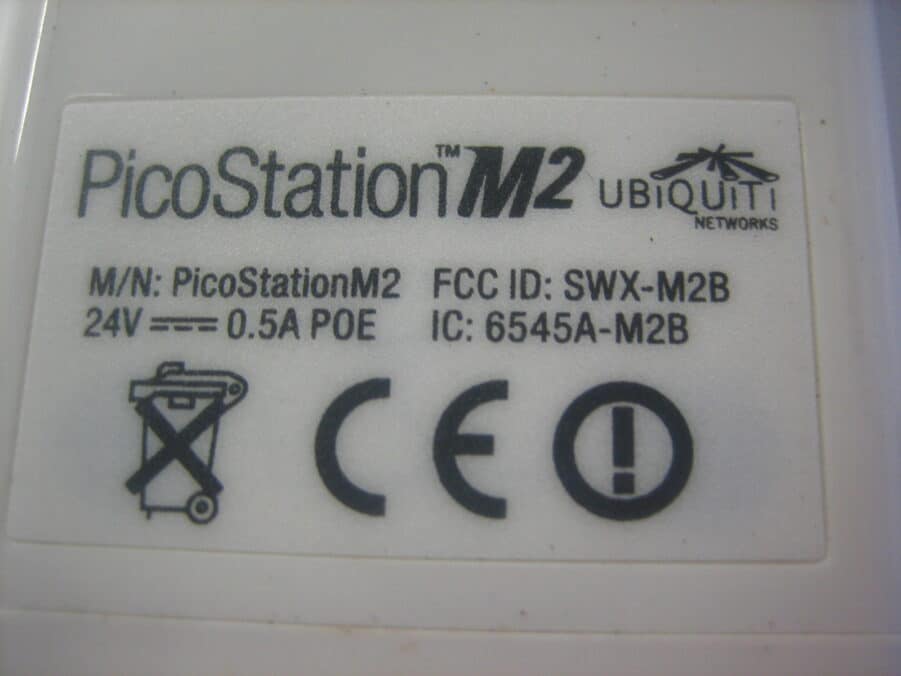 PicoStation™ M2 UBiQUiTi
NETWORKS
M/N: PicoStationM2 FCC ID: SWX-M2B
24V ⎓ 0.5A POE IC: 6545A-M2B
CE